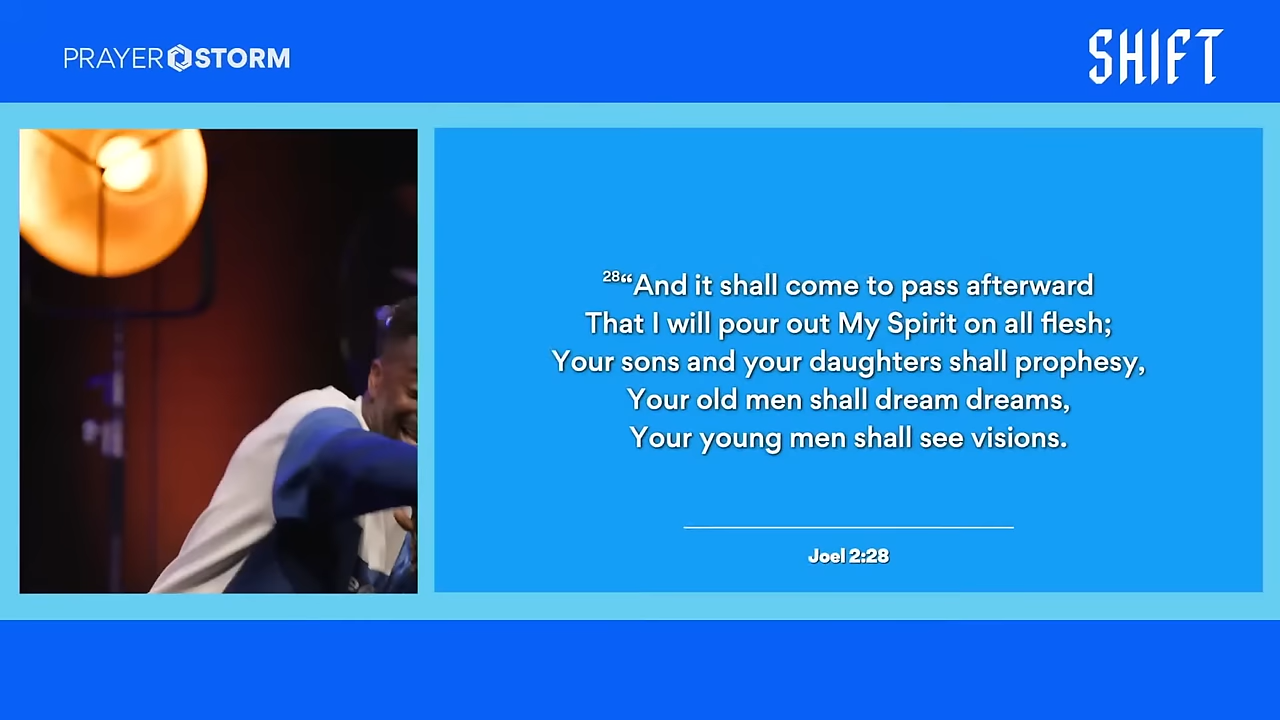 PRAYER STORM
SHIFT
28“And it shall come to pass afterward
That I will pour out My Spirit on all flesh;
Your sons and your daughters shall prophesy,
Your old men shall dream dreams,
Your young men shall see visions.
Joel 2:28